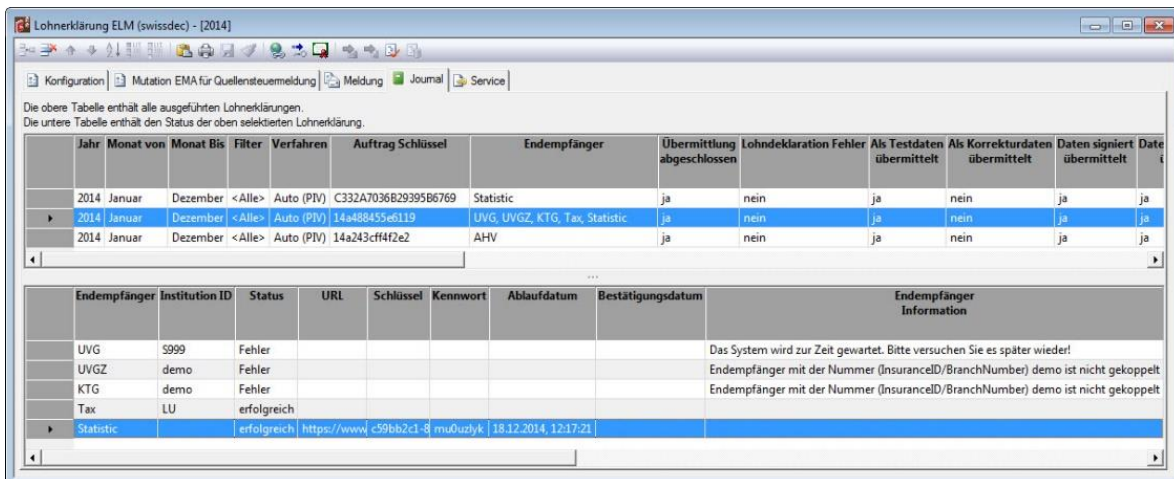 Lohnerklärung ELM (swissdec) - [2014]
Konfiguration Mutation EMA für Quellensteuermeldung Meldung Journal Service
Die obere Tabelle enthält alle ausgeführten Lohnerklärungen.
Die untere Tabelle enthält den Status der oben selektierten Lohnerklärung.
Jahr Monat von Monat Bis Filter Verfahren Auftrag Schlüssel Endempfänger Übermittlung abgeschlossen Lohndeklaration Fehler Als Testdaten übermittelt Als Korrekturdaten übermittelt Daten signiert übermittelt Date
2014 Januar Dezember <Alle> Auto (PIV) C332A7036B29395B6769 Statistic ja nein ja nein ja ja
2014 Januar Dezember <Alle> Auto (PIV) 14a488455e6119 UVG, UVGZ, KTG, Tax, Statistic ja nein ja nein ja ja
2014 Januar Dezember <Alle> Auto (PIV) 14a243cff4f2e2 AHV ja nein ja nein ja ja
Endempfänger Institution ID Status URL Schlüssel Kennwort Ablaufdatum Bestätigungsdatum Endempfänger Information
UVG S999 Fehler Das System wird zur Zeit gewartet. Bitte versuchen Sie es später wieder!
UVGZ demo Fehler Endempfänger mit der Nummer (InsuranceID/BranchNumber) demo ist nicht gekoppelt
KTG demo Fehler Endempfänger mit der Nummer (InsuranceID/BranchNumber) demo ist nicht gekoppelt
Tax LU erfolgreich
Statistic erfolgreich https://www c59bb2c1-8 mu0uzlyk 18.12.2014, 12:17:21